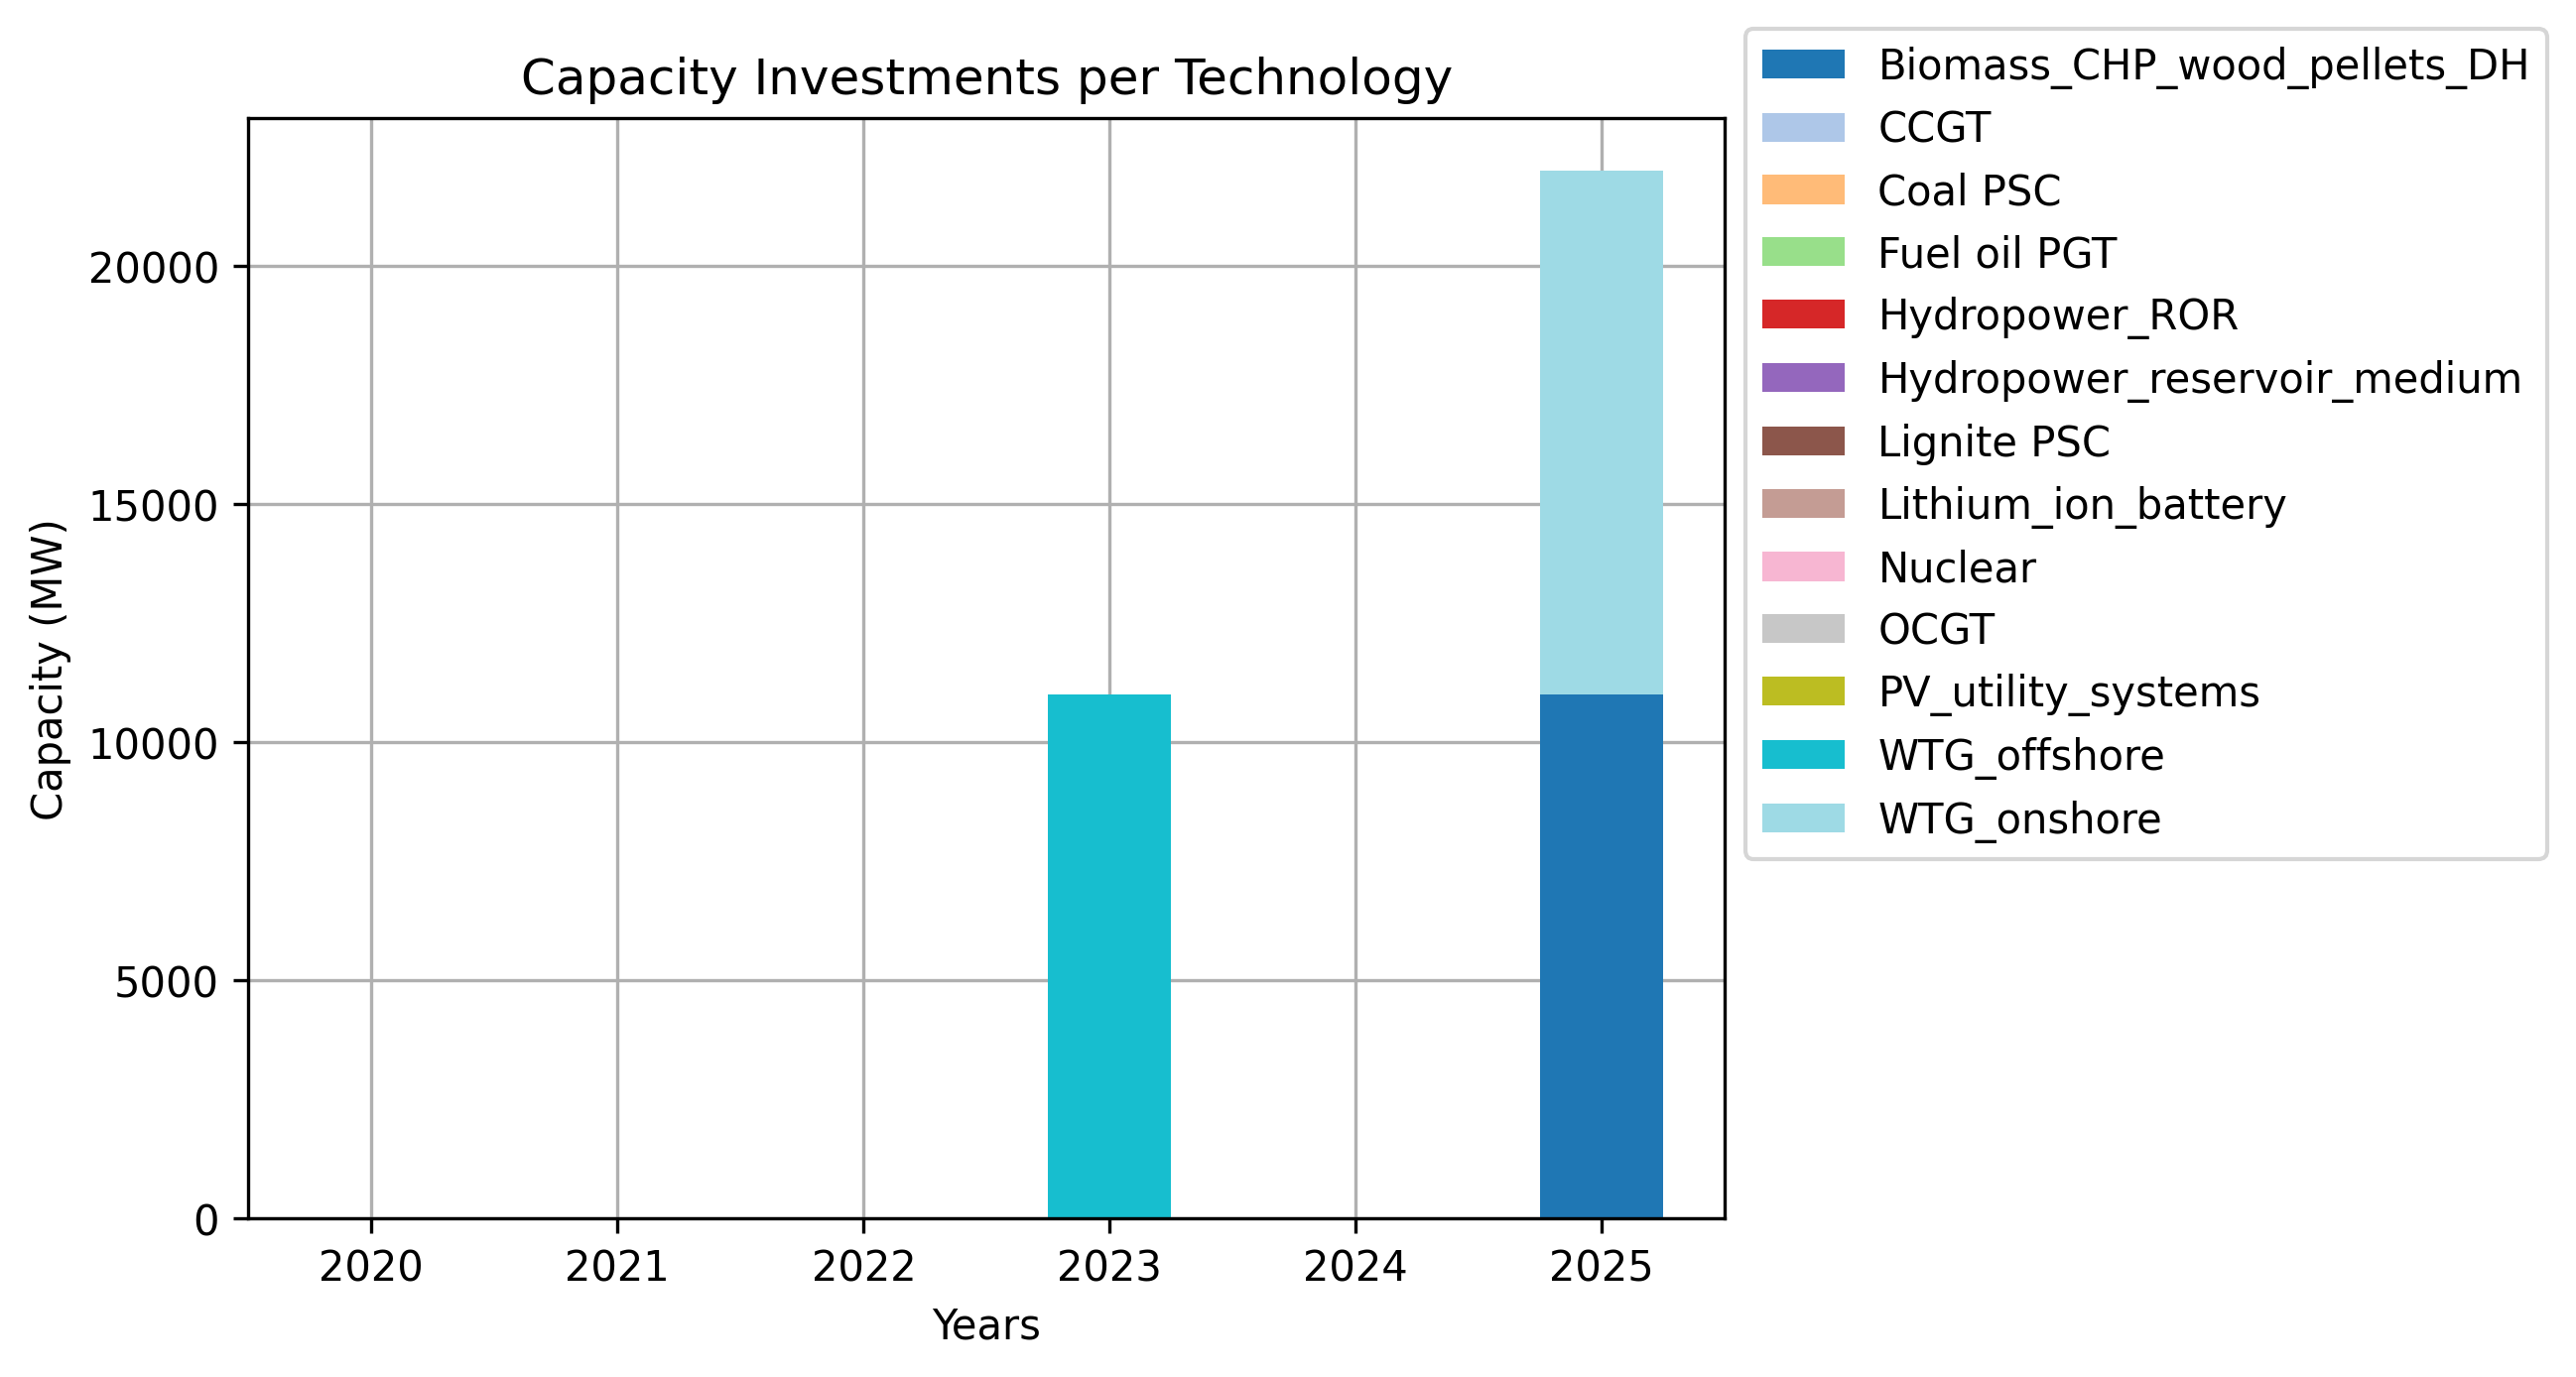 Capacity Investments per Technology
Capacity (MW)
20000
15000
10000
5000
0
2020 2021 2022 2023 2024 2025
Years
Biomass_CHP_wood_pellets_DH
CCGT
Coal PSC
Fuel oil PGT
Hydropower_ROR
Hydropower_reservoir_medium
Lignite PSC
Lithium_ion_battery
Nuclear
OCGT
PV_utility_systems
WTG_offshore
WTG_onshore